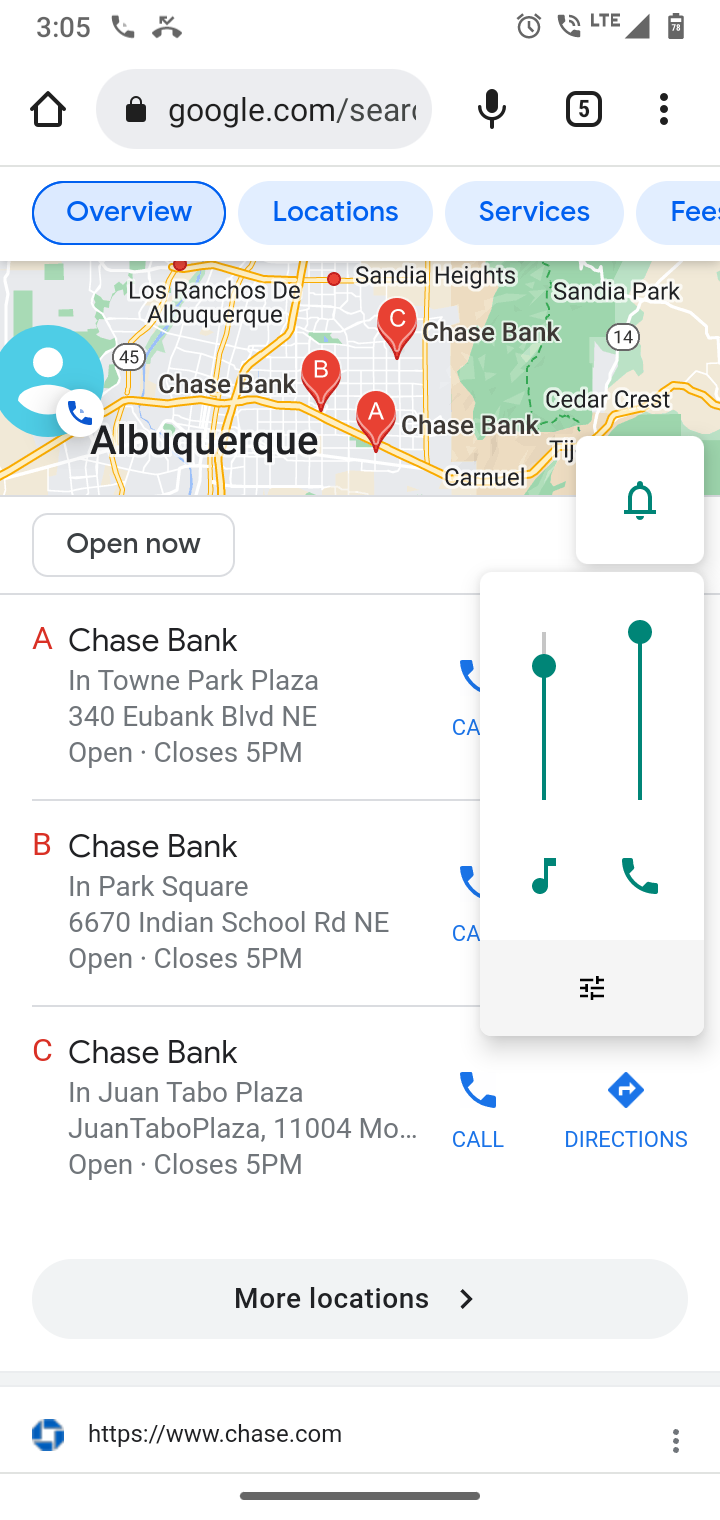 3:05
LTE
78
google.com/sear
5
Overview
Locations
Services
Fees
Sandia Heights
Los Ranchos De
Albuquerque
Sandia Park
C
Chase Bank
14
45
B
Chase Bank
Cedar Crest
A
Chase Bank
Albuquerque
Tij
Carnuel
Open now
A Chase Bank
In Towne Park Plaza
340 Eubank Blvd NE
CA
Open · Closes 5PM
B Chase Bank
In Park Square
6670 Indian School Rd NE
CA
Open · Closes 5PM
C Chase Bank
In Juan Tabo Plaza
JuanTaboPlaza, 11004 Mo...
CALL
DIRECTIONS
Open · Closes 5PM
More locations
https://www.chase.com